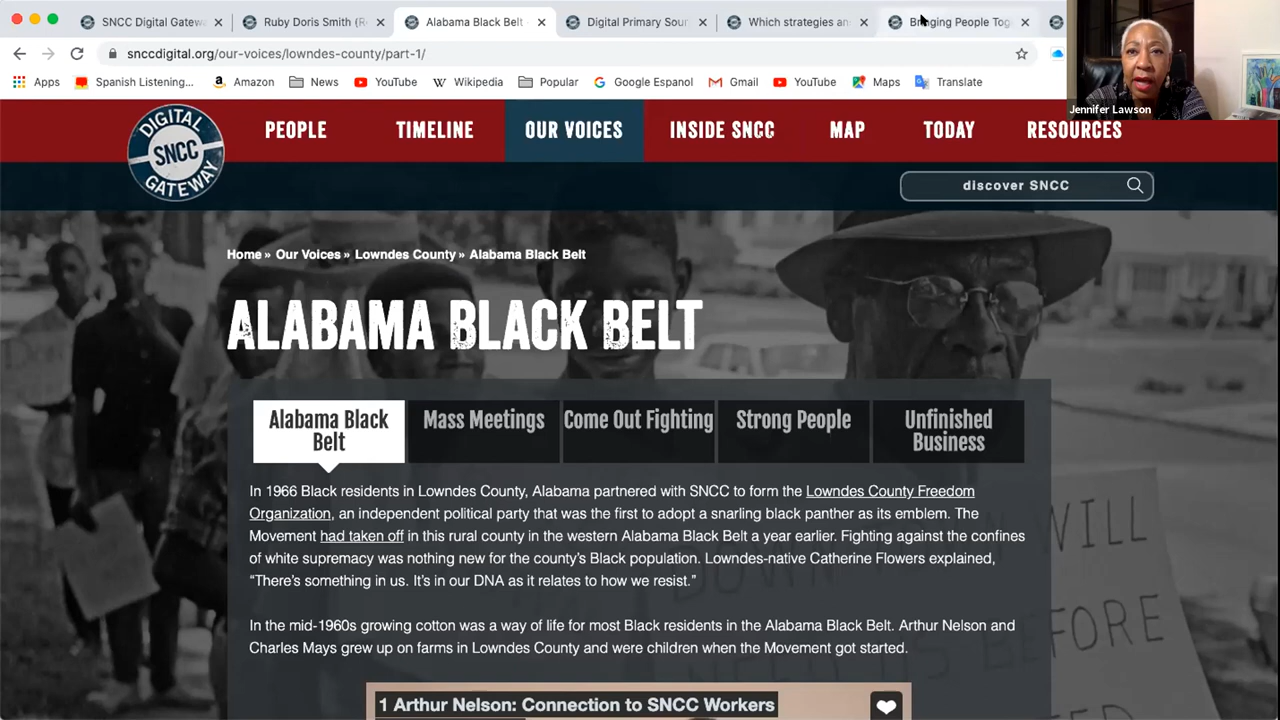 SNCC Digital Gatew
Ruby Doris Smith (R
Alabama Black Belt
Digital Primary Sour
Which strategies an
Bringing People Tog
snccdigital.org/our-voices/lowndes-county/part-1/
Apps Spanish Listening... Amazon News YouTube Wikipedia Popular Google Espanol Gmail YouTube Maps Translate
Jennifer Lawson
DIGITAL
SNCC
GATEWAY
PEOPLE TIMELINE OUR VOICES INSIDE SNCC MAP TODAY RESOURCES
discover SNCC
Home » Our Voices » Lowndes County » Alabama Black Belt
ALABAMA BLACK BELT
Alabama Black
Belt
Mass Meetings
Come Out Fighting
Strong People
Unfinished
Business
In 1966 Black residents in Lowndes County, Alabama partnered with SNCC to form the Lowndes County Freedom
Organization, an independent political party that was the first to adopt a snarling black panther as its emblem. The
Movement had taken off in this rural county in the western Alabama Black Belt a year earlier. Fighting against the confines
of white supremacy was nothing new for the county's Black population. Lowndes-native Catherine Flowers explained,
“There's something in us. It's in our DNA as it relates to how we resist.”
In the mid-1960s growing cotton was a way of life for most Black residents in the Alabama Black Belt. Arthur Nelson and
Charles Mays grew up on farms in Lowndes County and were children when the Movement got started.
1 Arthur Nelson: Connection to SNCC Workers
WILL
BEFORE
FORE